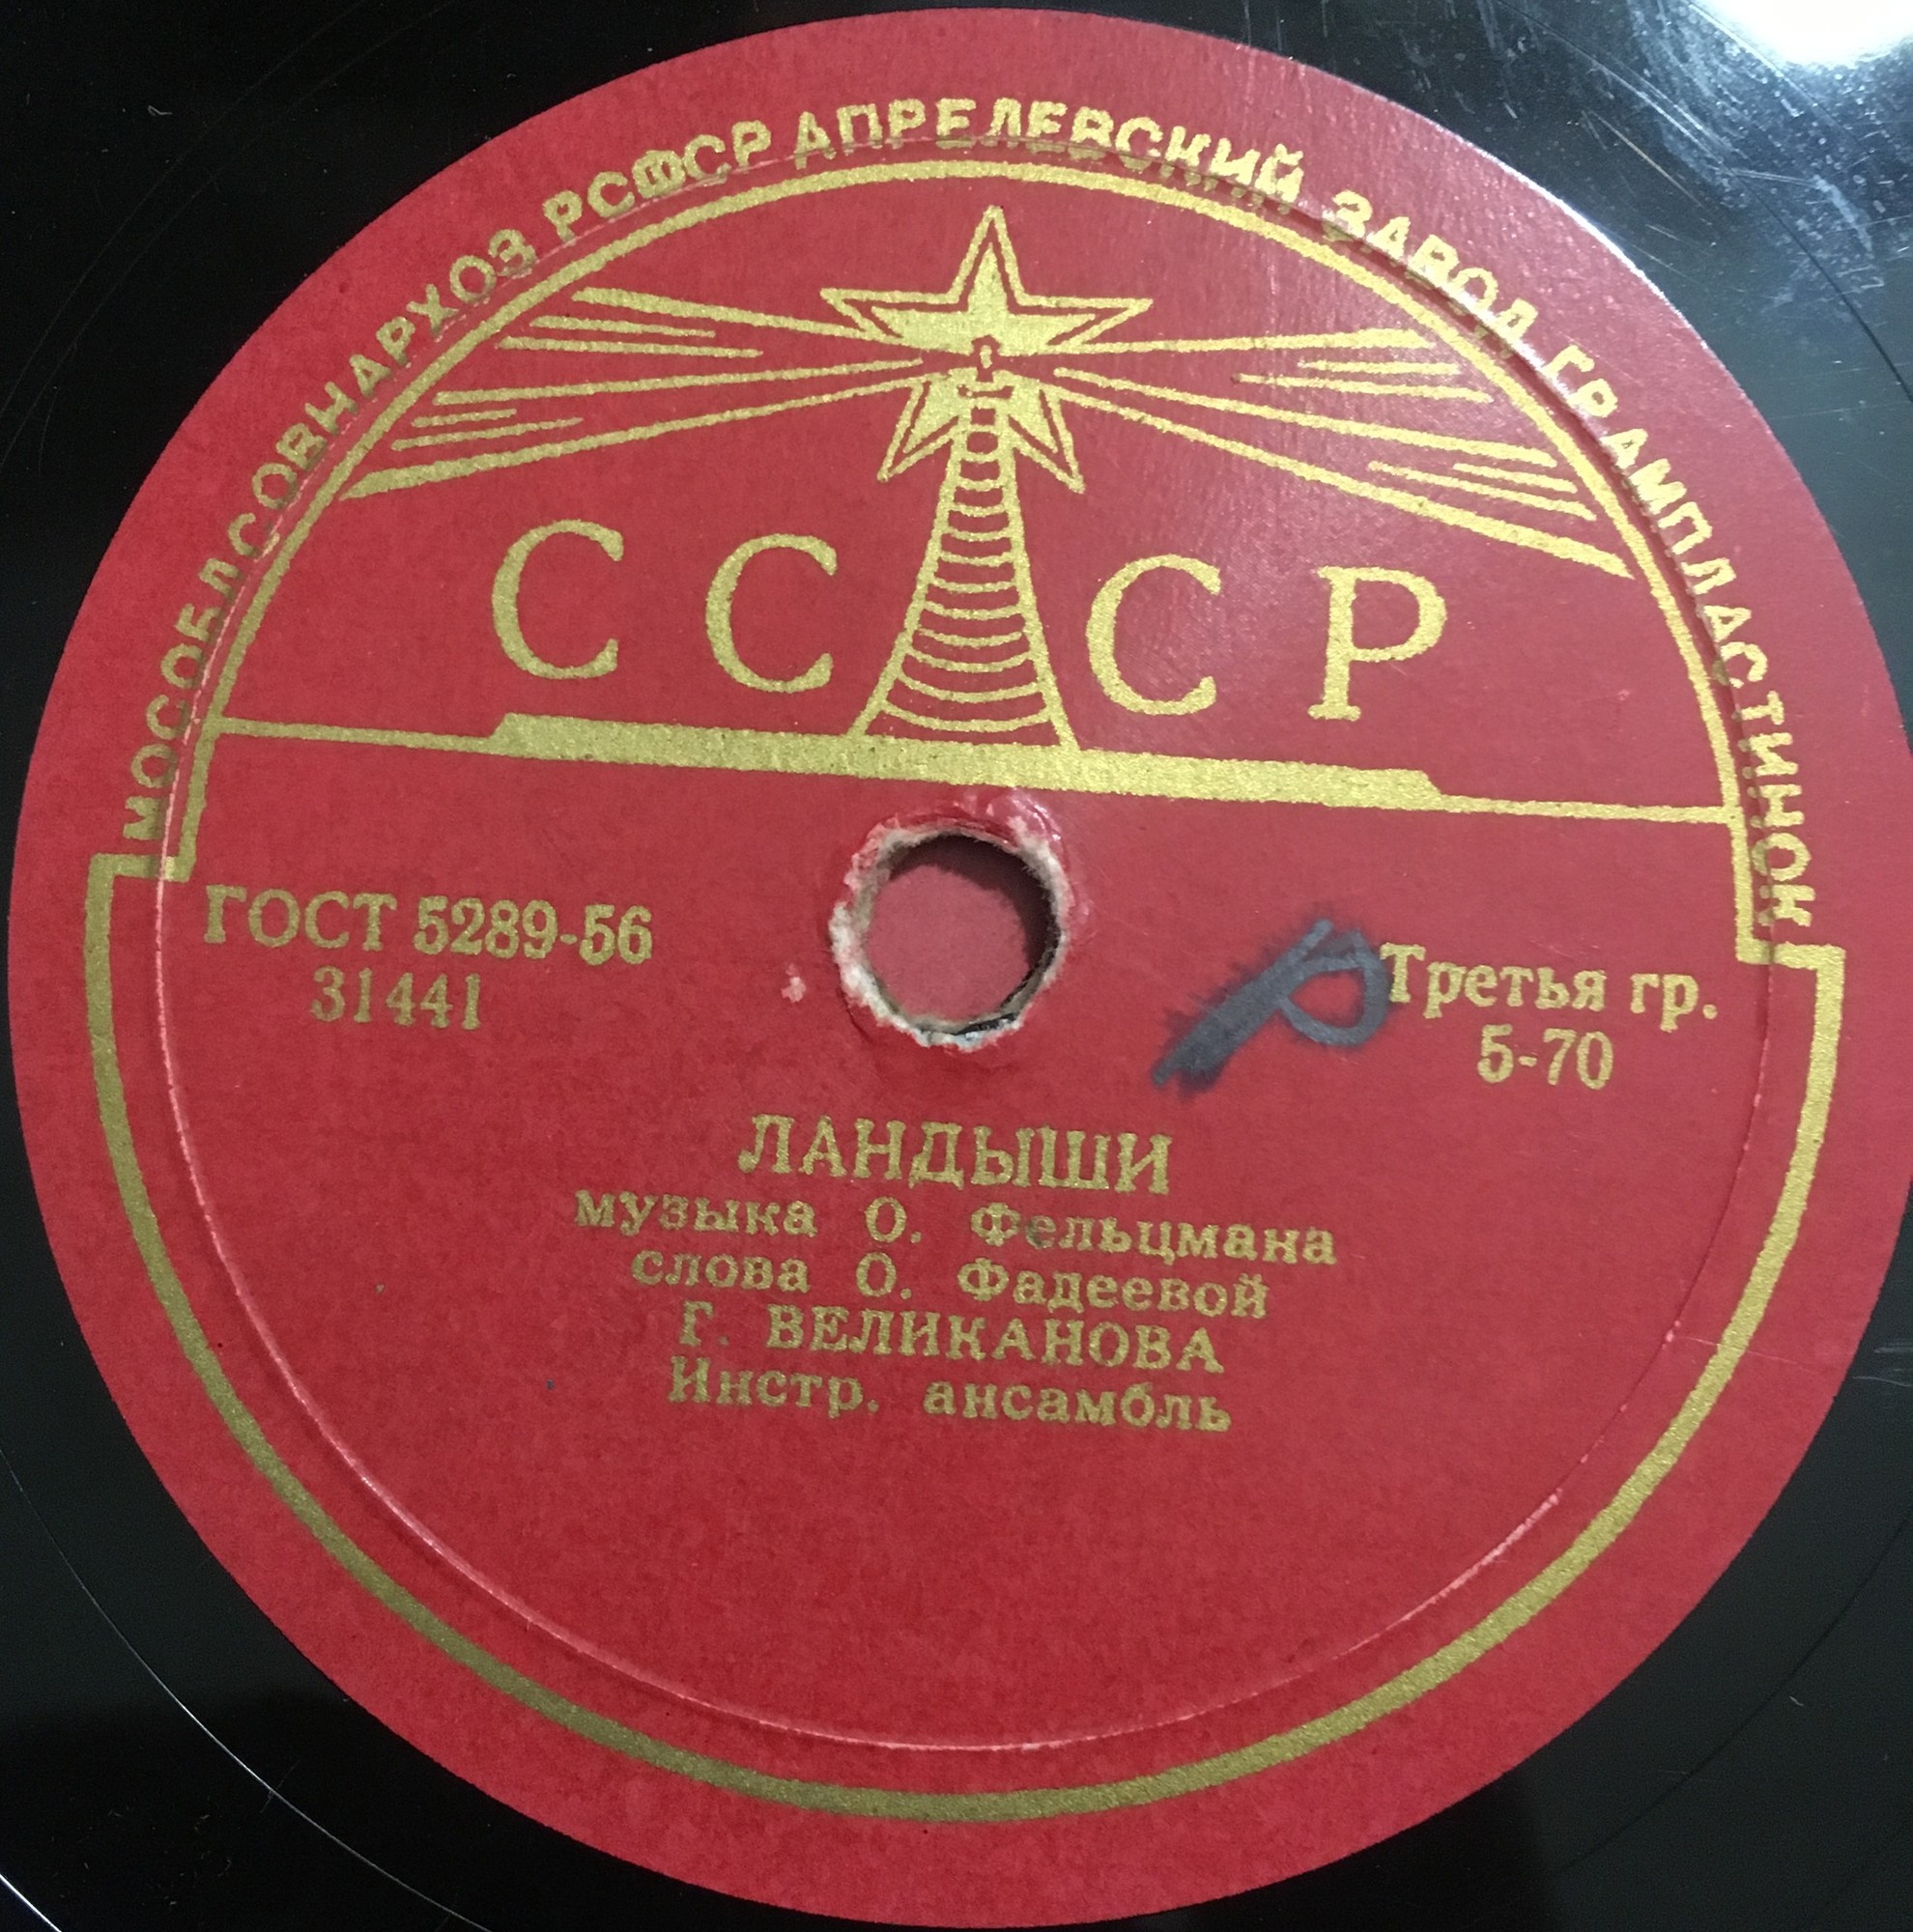 МОСОБЛСОВНАРХОЗ РСФСР АПРЕЛЕВСКИЙ ЗАВОД ГРАМПЛАСТИНОК
СССР
ГОСТ 5289-56
31441
Третья гр.
5-70
ЛАНДЫШИ
музыка О. Фельцмана
слова О. Фадеевой
Г. ВЕЛИКАНОВА
Инстр. ансамбль